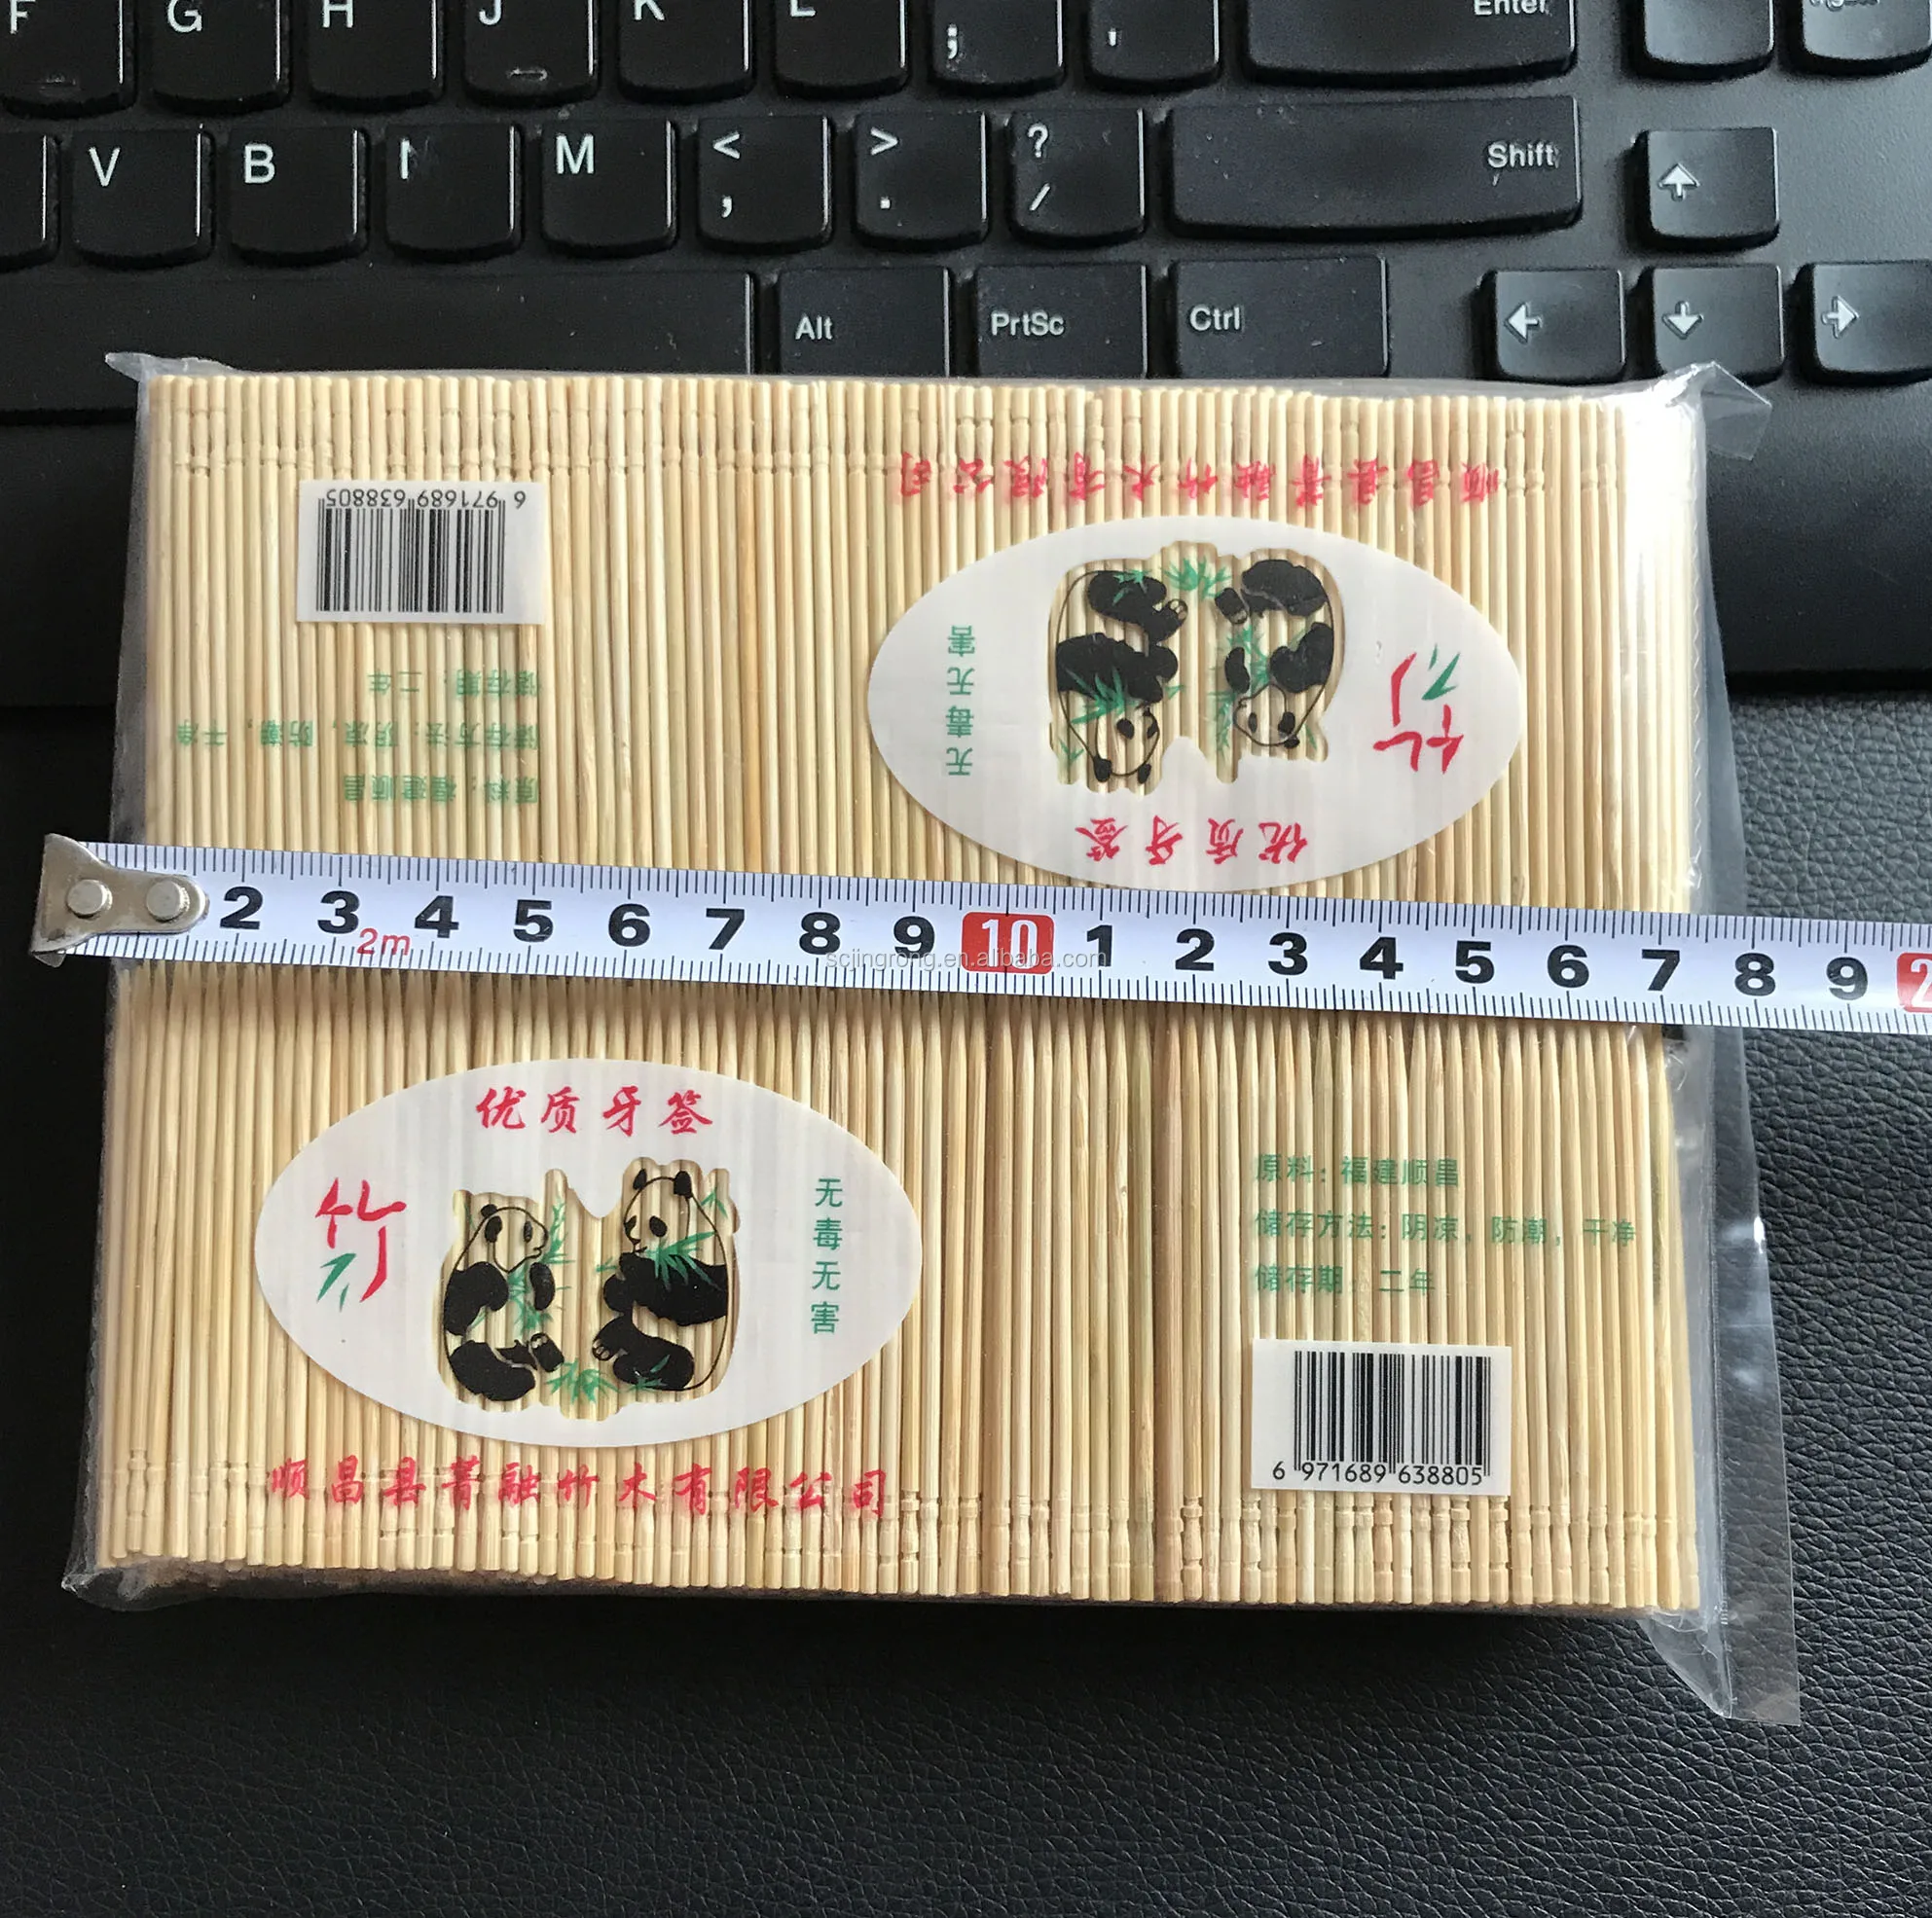 F G H J K L ; ' Enter
V B N M < , > . ? / Shift
Alt PrtSc Ctrl
6 971689 638805
顺昌县菁融竹木有限公司
储存期：二年
储存方法：阴凉，防潮，干净
原料：福建顺昌
无毒无害
竹
优质牙签
2 3 4 5 6 7 8 9 10 1 2 3 4 5 6 7 8 9 2
2m
scjingrong.en.alibaba.com
优质牙签
竹
无毒无害
顺昌县菁融竹木有限公司
原料：福建顺昌
储存方法：阴凉，防潮，干净
储存期：二年
6 971689 638805